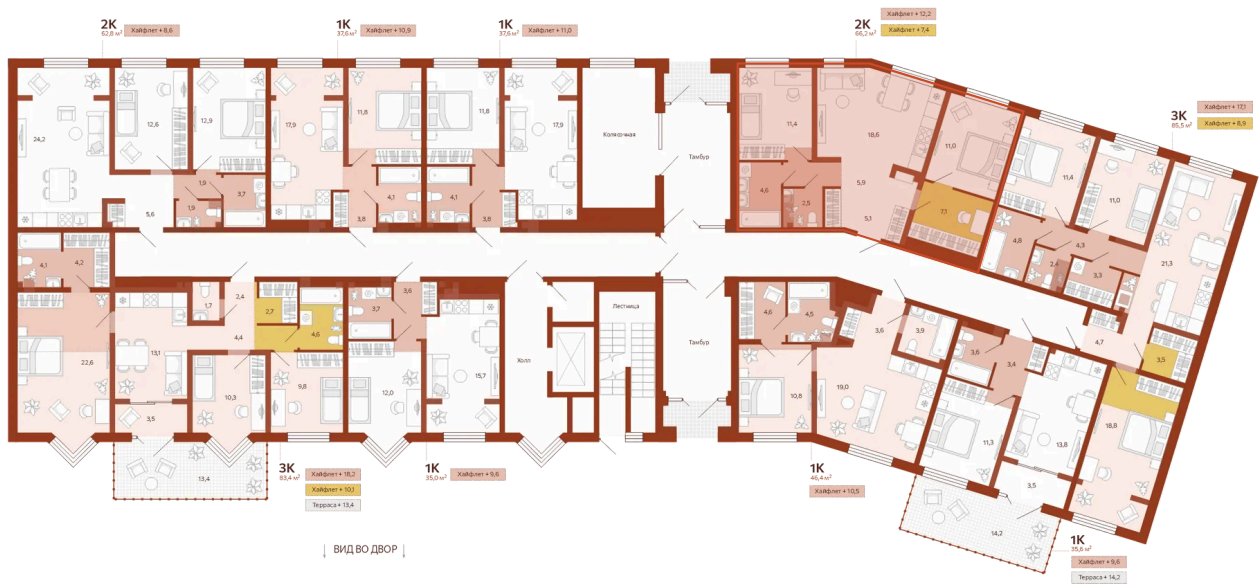 2К
62,8 м²
Хайфлет + 8,6
1К
37,6 м²
Хайфлет + 10,9
1К
37,6 м²
Хайфлет + 11,0
2К
66,2 м²
Хайфлет + 12,2
Хайфлет + 7,4
3К
85,5 м²
Хайфлет + 17,1
Хайфлет + 8,9
24,2
12,6
12,9
17,9
11,8
11,8
17,9
Колясочная
Тамбур
11,4
18,6
11,0
11,4
11,0
1,9
3,7
1,9
5,6
3,8
4,1
4,1
3,8
4,6
2,5
5,9
5,1
7,1
4,8
4,3
2,4
3,3
21,3
4,1
4,2
1,7
2,4
2,7
4,6
4,4
3,7
3,6
Лестница
Тамбур
4,6
4,5
3,6
3,9
3,6
3,4
4,7
3,5
22,6
13,1
10,3
9,8
12,0
15,7
Холл
10,8
19,0
11,3
13,8
18,8
3,5
3,5
13,4
14,2
3К
83,4 м²
Хайфлет + 18,2
Хайфлет + 10,1
Терраса + 13,4
1К
35,0 м²
Хайфлет + 9,6
1К
46,4 м²
Хайфлет + 10,5
1К
35,6 м²
Хайфлет + 9,6
Терраса + 14,2
ВИД ВО ДВОР